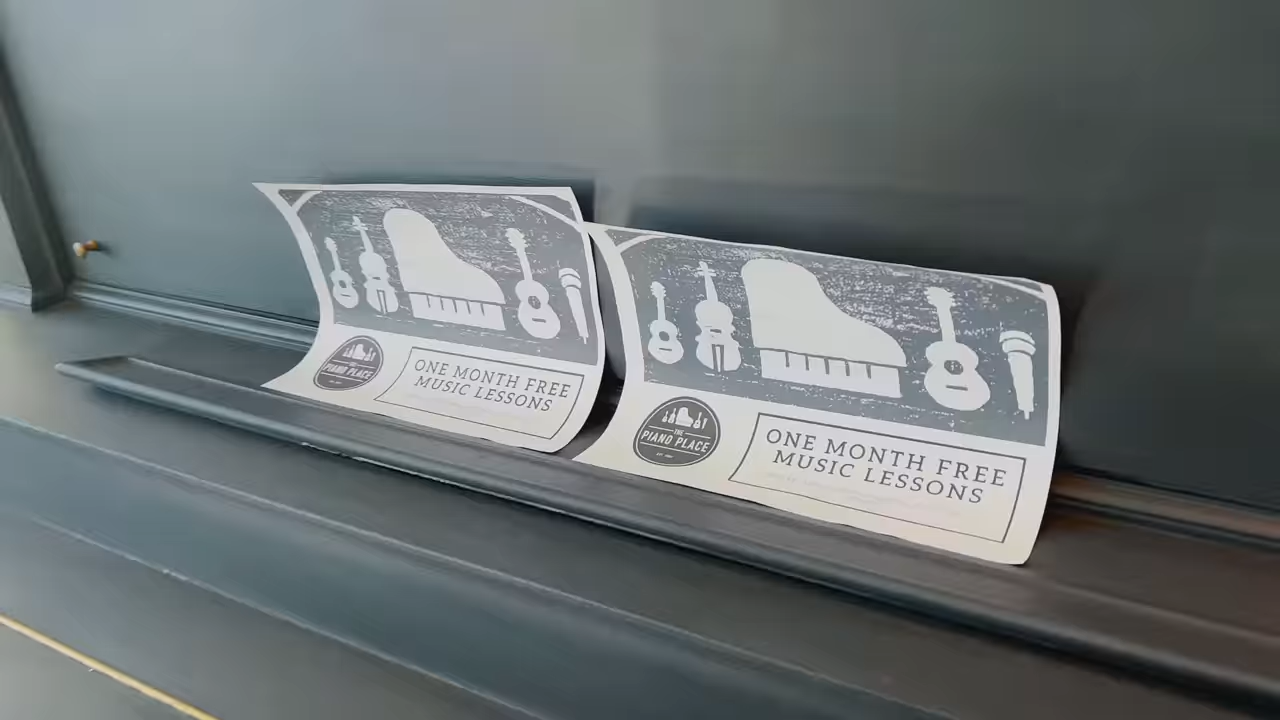 THE
PIANO PLACE
ONE MONTH FREE
MUSIC LESSONS
THE
PIANO PLACE
ONE MONTH FREE
MUSIC LESSONS